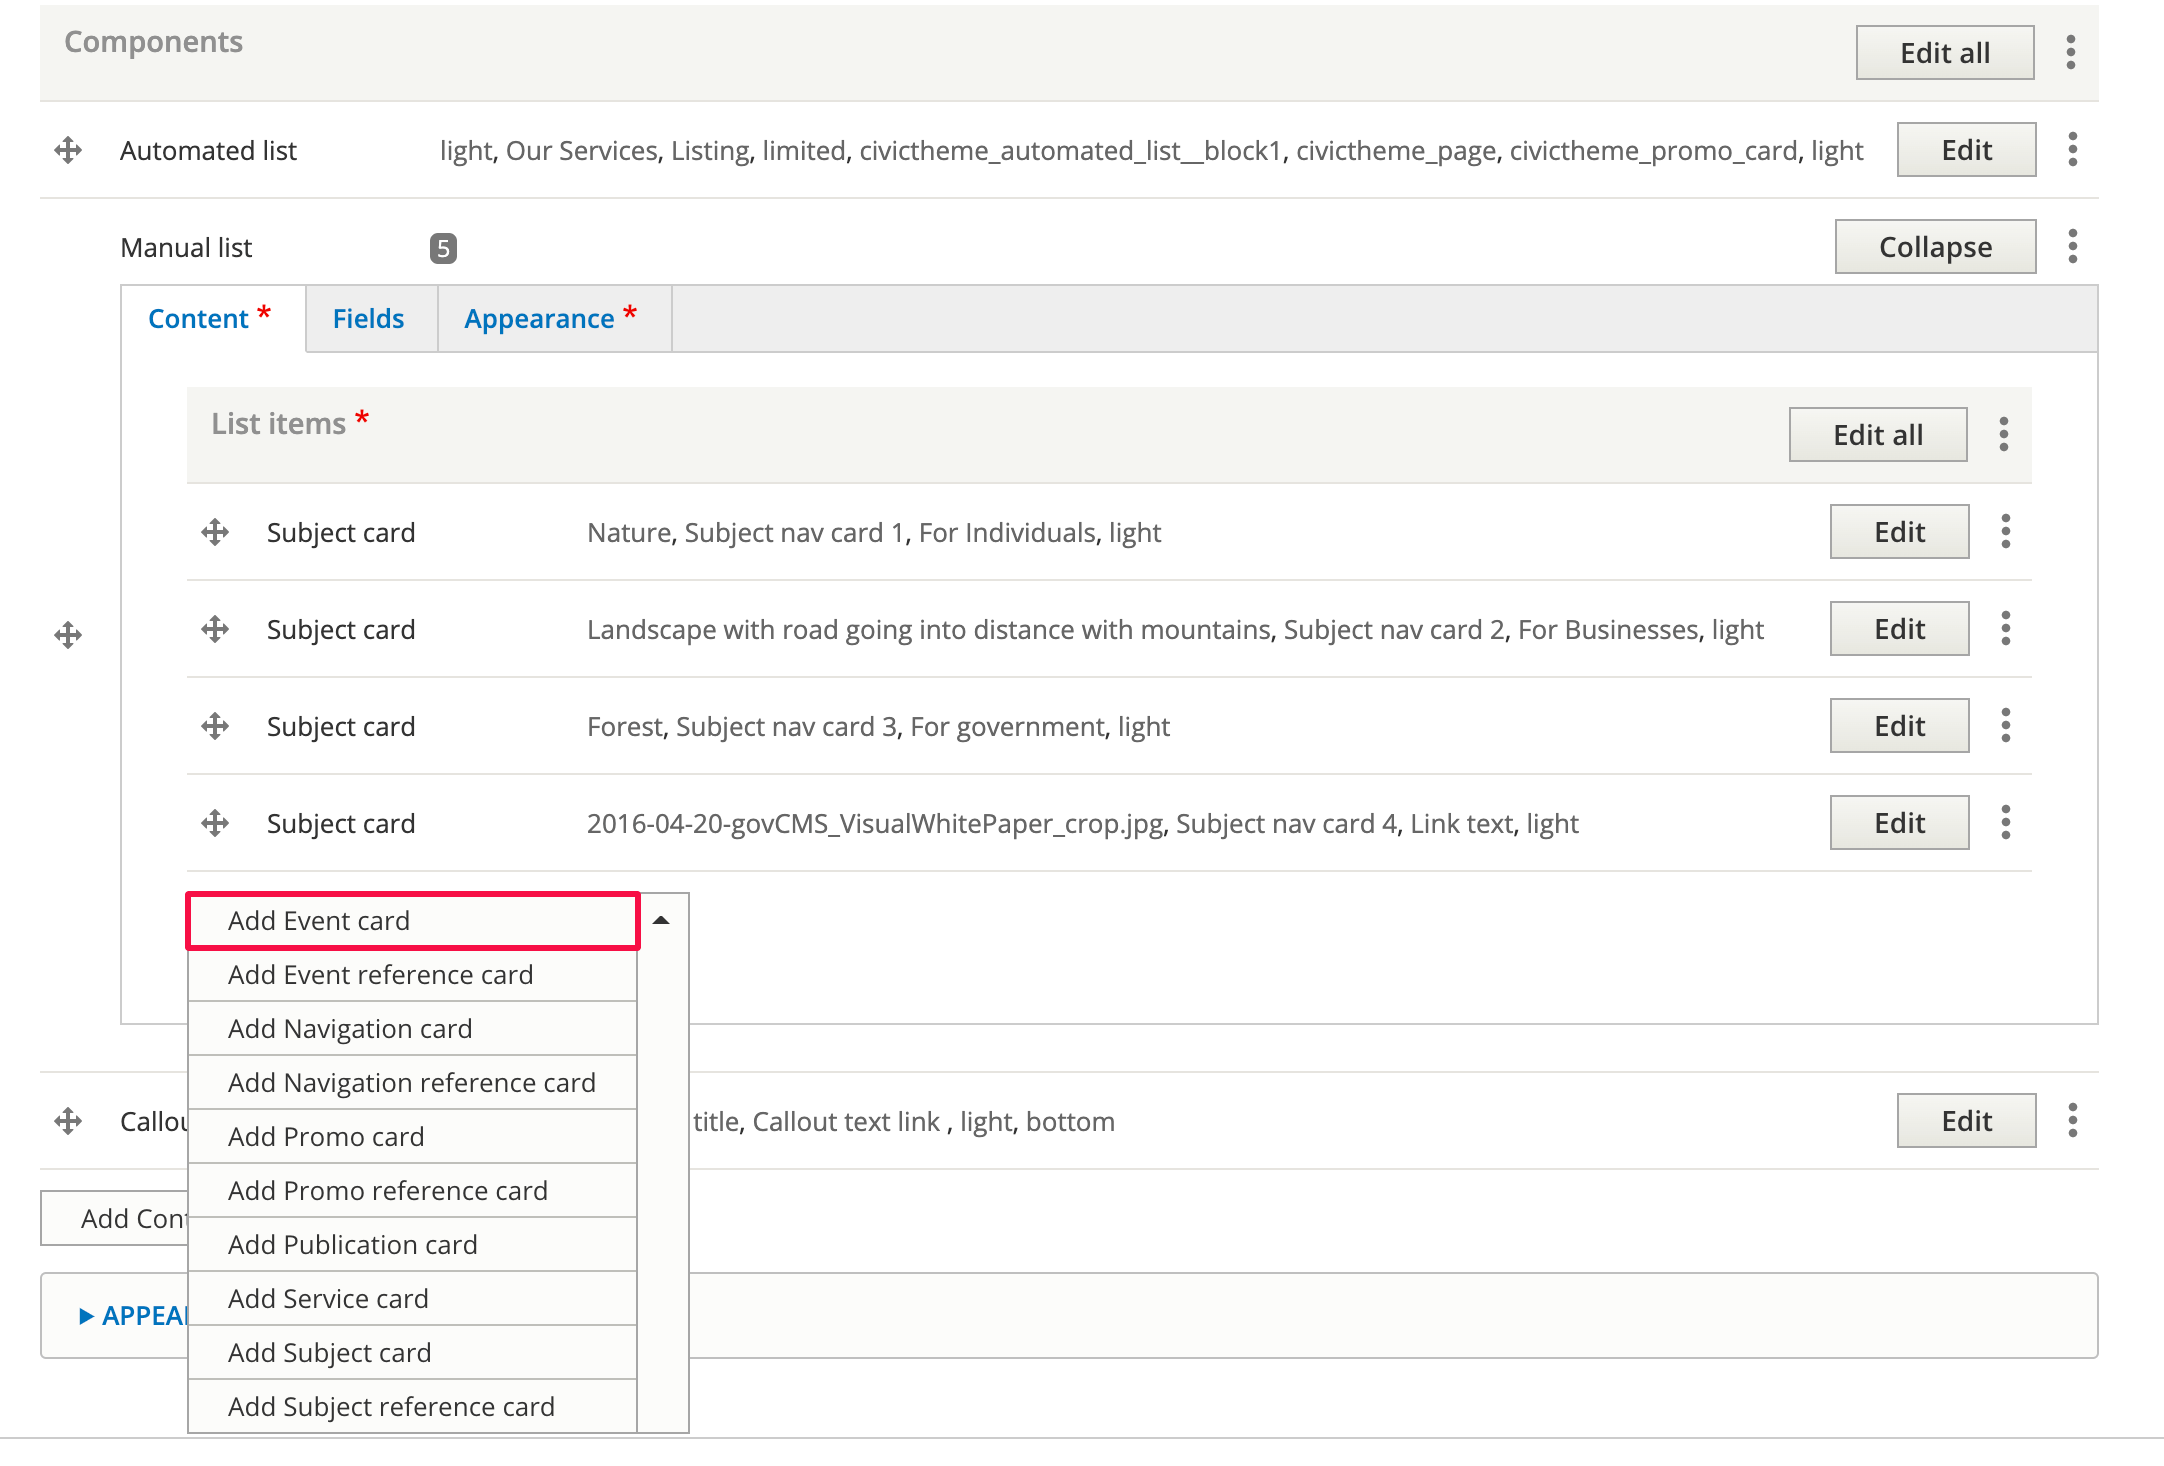 Components
Edit all
Automated list light, Our Services, Listing, limited, civictheme_automated_list__block1, civictheme_page, civictheme_promo_card, light Edit
Manual list 5 Collapse
Content * Fields Appearance *
List items * Edit all
Subject card Nature, Subject nav card 1, For Individuals, light Edit
Subject card Landscape with road going into distance with mountains, Subject nav card 2, For Businesses, light Edit
Subject card Forest, Subject nav card 3, For government, light Edit
Subject card 2016-04-20-govCMS_VisualWhitePaper_crop.jpg, Subject nav card 4, Link text, light Edit
Add Event card
Add Event reference card
Add Navigation card
Add Navigation reference card
Callou title, Callout text link , light, bottom Edit
Add Promo card
Add Promo reference card
Add Cont
Add Publication card
Add Service card
APPEA
Add Subject card
Add Subject reference card